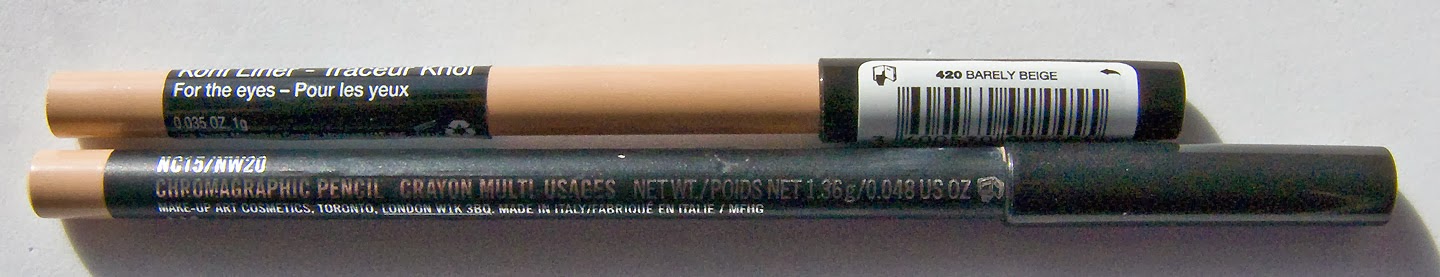 Kohl Liner - Traceur Khol
For the eyes – Pour les yeux
0.035 OZ 1g
420 BARELY BEIGE
NC15/NW20
CHROMAGRAPHIC PENCIL CRAYON MULTI USAGES NET WT./POIDS NET 1.36g/0.048 US OZ
MAKE-UP ART COSMETICS, TORONTO, LONDON W1K 3BQ. MADE IN ITALY/FABRIQUÉ EN ITALIE / MFHG